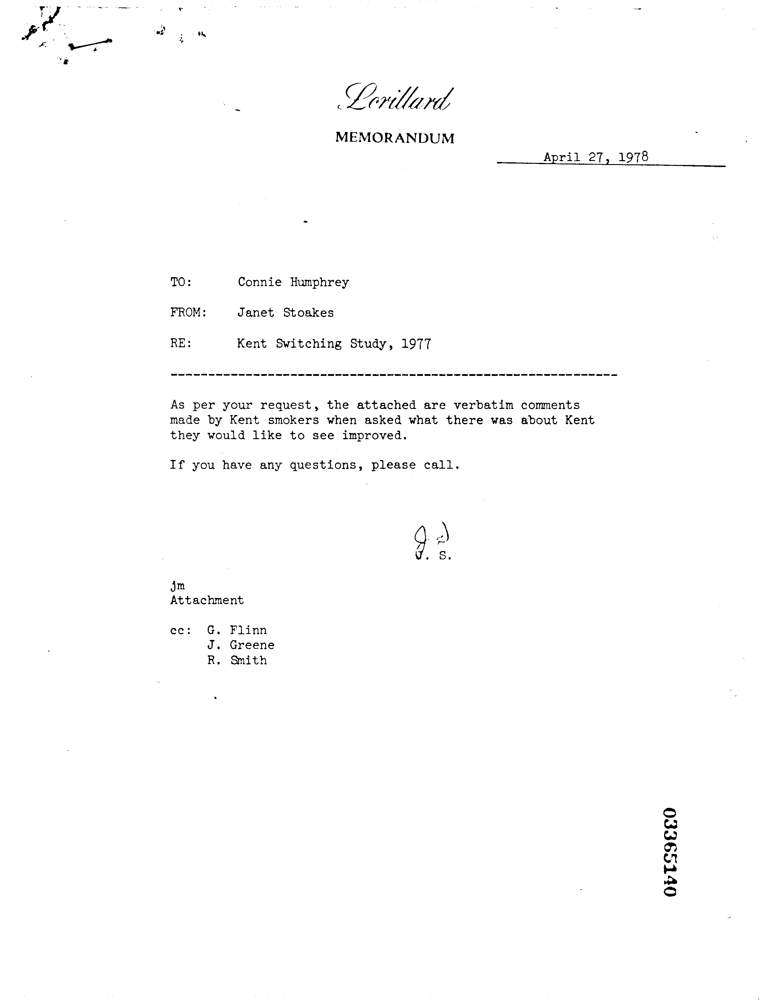 Lorillard
MEMORANDUM
April 27, 1978
TO: Connie Humphrey
FROM: Janet Stoakes
RE: Kent Switching Study, 1977
------------------------------------------------------------
As per your request, the attached are verbatim comments
made by Kent smokers when asked what there was about Kent
they would like to see improved.
If you have any questions, please call.
J. S.
jm
Attachment
cc: G. Flinn
J. Greene
R. Smith
03365140